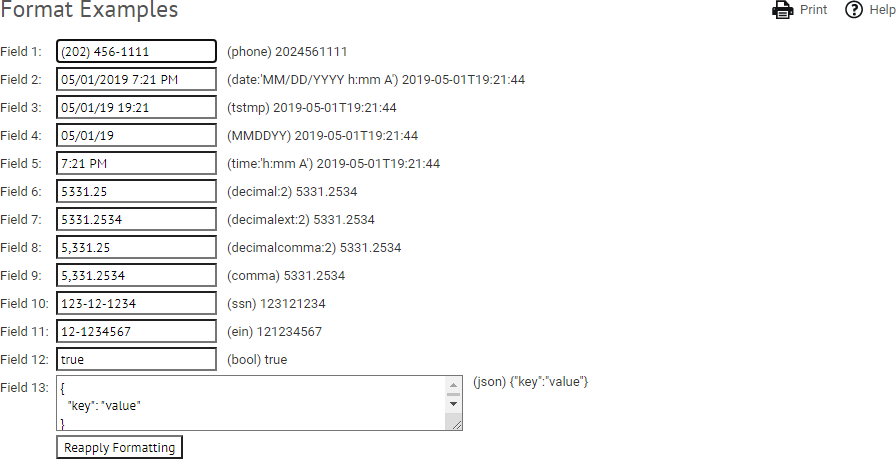 Format Examples
Print
Help
Field 1: (202) 456-1111 (phone) 2024561111
Field 2: 05/01/2019 7:21 PM (date:'MM/DD/YYYY h:mm A') 2019-05-01T19:21:44
Field 3: 05/01/19 19:21 (tstmp) 2019-05-01T19:21:44
Field 4: 05/01/19 (MMDDYY) 2019-05-01T19:21:44
Field 5: 7:21 PM (time:'h:mm A') 2019-05-01T19:21:44
Field 6: 5331.25 (decimal:2) 5331.2534
Field 7: 5331.2534 (decimalext:2) 5331.2534
Field 8: 5,331.25 (decimalcomma:2) 5331.2534
Field 9: 5,331.2534 (comma) 5331.2534
Field 10: 123-12-1234 (ssn) 123121234
Field 11: 12-1234567 (ein) 121234567
Field 12: true (bool) true
Field 13: { (json) {"key":"value"}
"key": "value"
}
Reapply Formatting